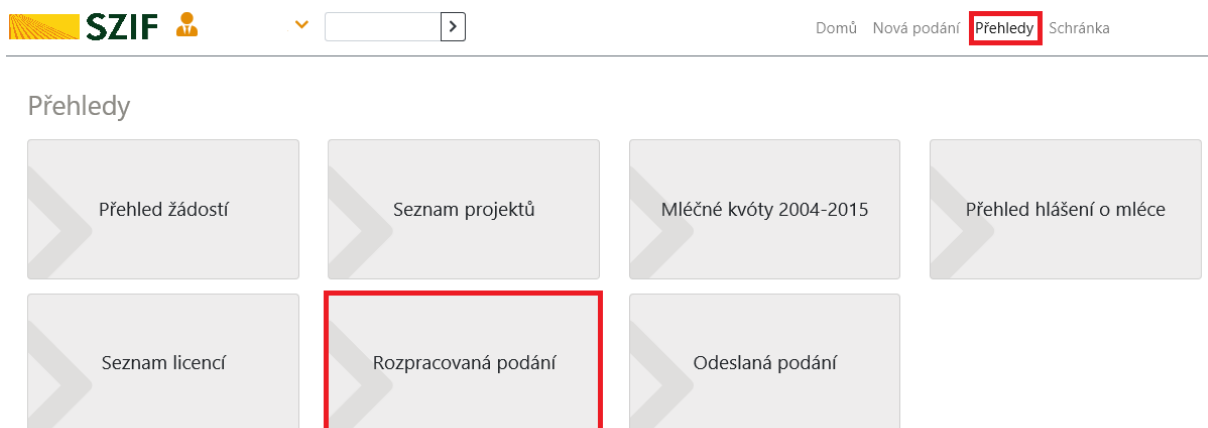 SZIF
Domů Nová podání Přehledy Schránka
Přehledy
Přehled žádostí
Seznam projektů
Mléčné kvóty 2004-2015
Přehled hlášení o mléce
Seznam licencí
Rozpracovaná podání
Odeslaná podání